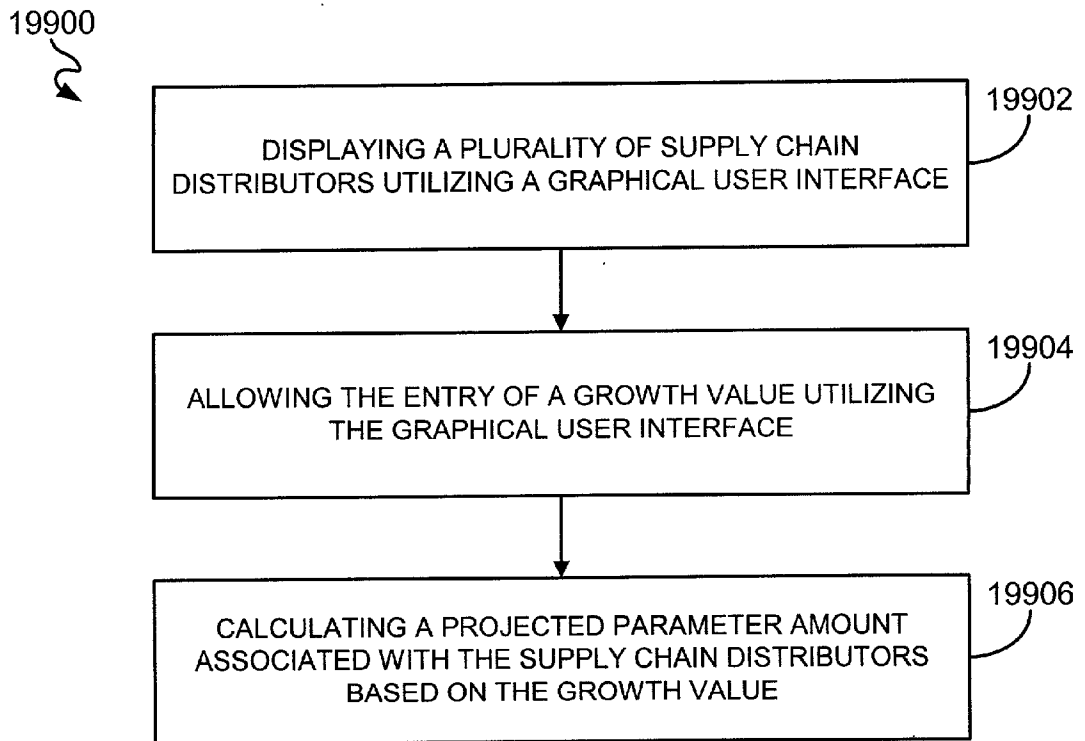 19900
19902
DISPLAYING A PLURALITY OF SUPPLY CHAIN
DISTRIBUTORS UTILIZING A GRAPHICAL USER INTERFACE
19904
ALLOWING THE ENTRY OF A GROWTH VALUE UTILIZING
THE GRAPHICAL USER INTERFACE
19906
CALCULATING A PROJECTED PARAMETER AMOUNT
ASSOCIATED WITH THE SUPPLY CHAIN DISTRIBUTORS
BASED ON THE GROWTH VALUE